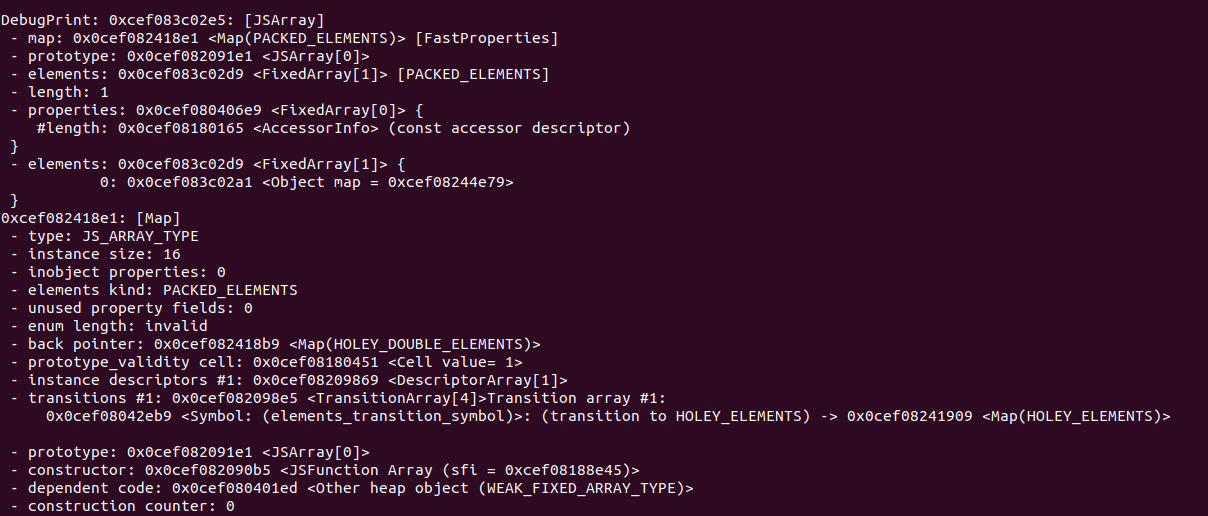 DebugPrint: 0xcef083c02e5: [JSArray]
- map: 0x0cef082418e1 <Map(PACKED_ELEMENTS)> [FastProperties]
- prototype: 0x0cef082091e1 <JSArray[0]>
- elements: 0x0cef083c02d9 <FixedArray[1]> [PACKED_ELEMENTS]
- length: 1
- properties: 0x0cef080406e9 <FixedArray[0]> {
#length: 0x0cef08180165 <AccessorInfo> (const accessor descriptor)
}
- elements: 0x0cef083c02d9 <FixedArray[1]> {
0: 0x0cef083c02a1 <Object map = 0xcef08244e79>
}
0xcef082418e1: [Map]
- type: JS_ARRAY_TYPE
- instance size: 16
- inobject properties: 0
- elements kind: PACKED_ELEMENTS
- unused property fields: 0
- enum length: invalid
- back pointer: 0x0cef082418b9 <Map(HOLEY_DOUBLE_ELEMENTS)>
- prototype_validity cell: 0x0cef08180451 <Cell value= 1>
- instance descriptors #1: 0x0cef08209869 <DescriptorArray[1]>
- transitions #1: 0x0cef082098e5 <TransitionArray[4]>Transition array #1:
0x0cef08042eb9 <Symbol: (elements_transition_symbol)>: (transition to HOLEY_ELEMENTS) -> 0x0cef08241909 <Map(HOLEY_ELEMENTS)>
- prototype: 0x0cef082091e1 <JSArray[0]>
- constructor: 0x0cef082090b5 <JSFunction Array (sfi = 0xcef08188e45)>
- dependent code: 0x0cef080401ed <Other heap object (WEAK_FIXED_ARRAY_TYPE)>
- construction counter: 0